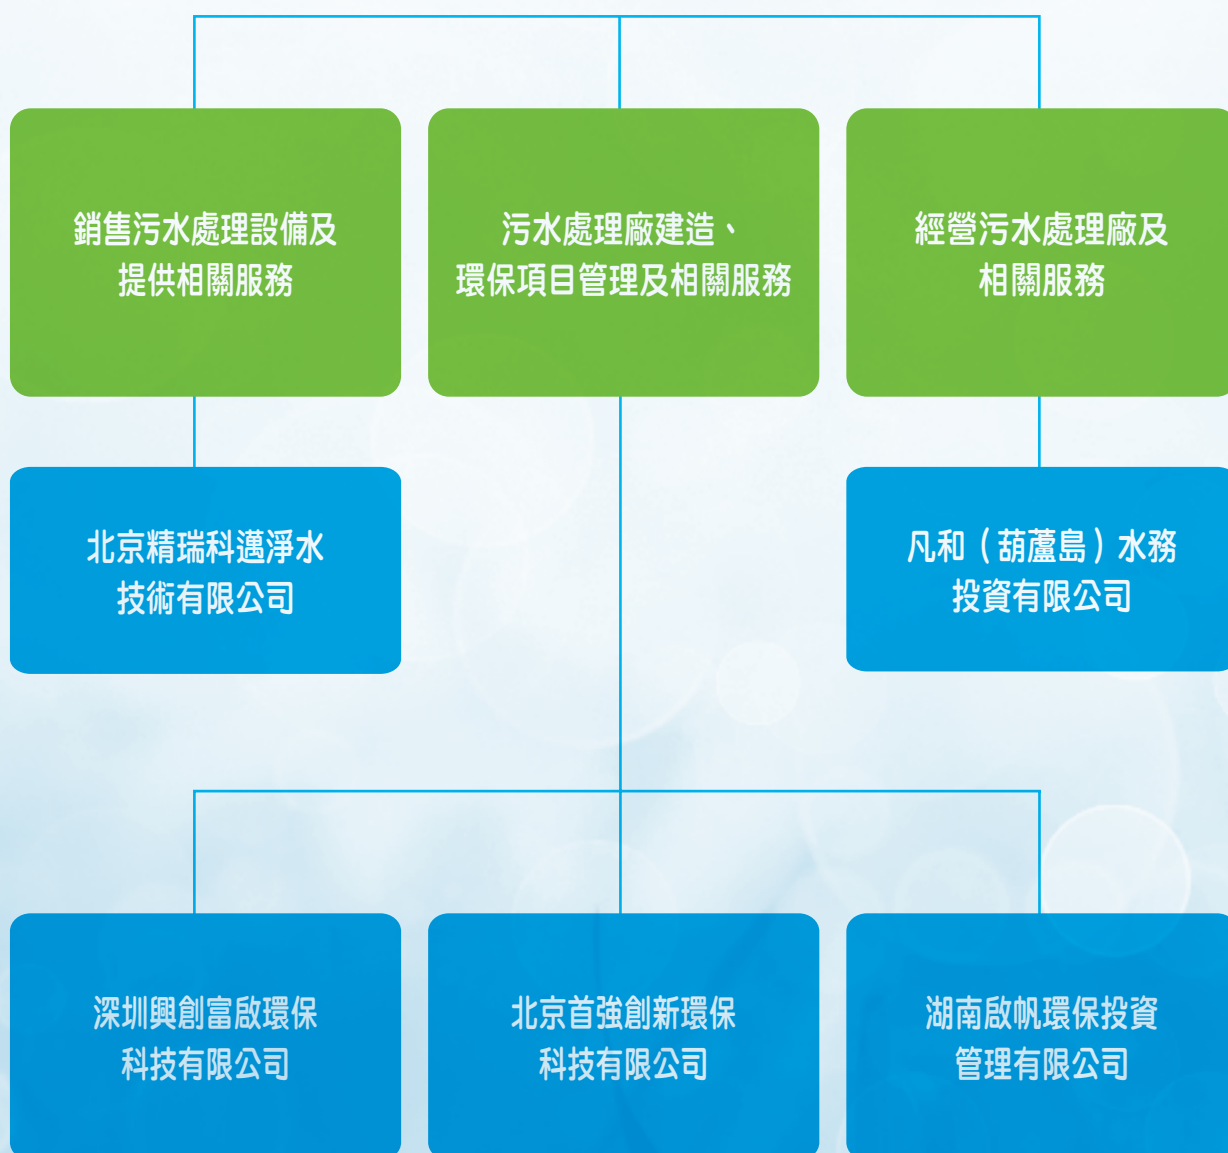 銷售污水處理設備及
提供相關服務
污水處理廠建造、
環保項目管理及相關服務
經營污水處理廠及
相關服務
北京精瑞科邁淨水
技術有限公司
凡和（葫蘆島）水務
投資有限公司
深圳興創富啟環保
科技有限公司
北京首強創新環保
科技有限公司
湖南啟帆環保投資
管理有限公司